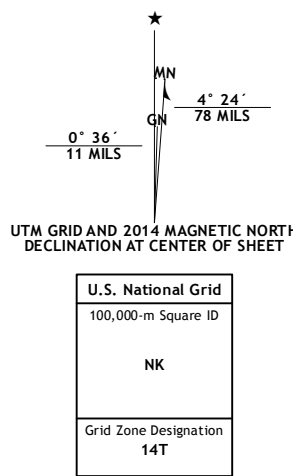 MN
4° 24´
78 MILS
GN
0° 36´
11 MILS
UTM GRID AND 2014 MAGNETIC NORTH
DECLINATION AT CENTER OF SHEET
U.S. National Grid
100,000-m Square ID
NK
Grid Zone Designation
14T